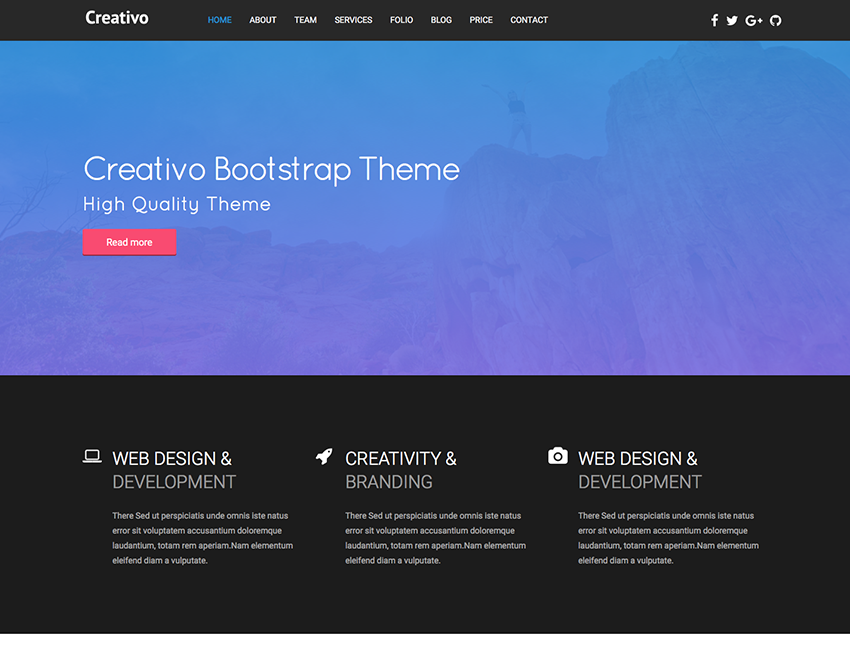 Creativo
HOME ABOUT TEAM SERVICES FOLIO BLOG PRICE CONTACT
Creativo Bootstrap Theme
High Quality Theme
Read more
WEB DESIGN &
DEVELOPMENT
There Sed ut perspiciatis unde omnis iste natus
error sit voluptatem accusantium doloremque
laudantium, totam rem aperiam.Nam elementum
eleifend diam a vulputate.
CREATIVITY &
BRANDING
There Sed ut perspiciatis unde omnis iste natus
error sit voluptatem accusantium doloremque
laudantium, totam rem aperiam.Nam elementum
eleifend diam a vulputate.
WEB DESIGN &
DEVELOPMENT
There Sed ut perspiciatis unde omnis iste natus
error sit voluptatem accusantium doloremque
laudantium, totam rem aperiam.Nam elementum
eleifend diam a vulputate.